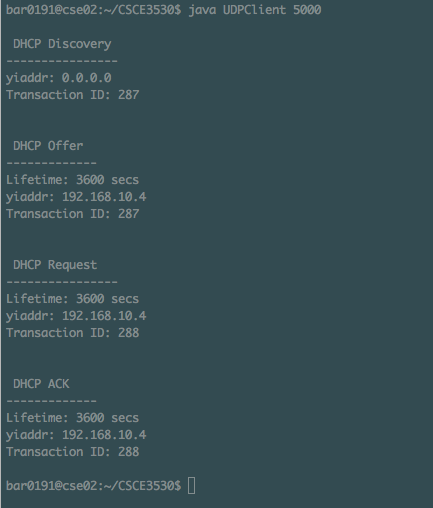 bar0191@cse02:~/CSCE3530$ java UDPClient 5000
DHCP Discovery
----------------
yiaddr: 0.0.0.0
Transaction ID: 287
DHCP Offer
-------------
Lifetime: 3600 secs
yiaddr: 192.168.10.4
Transaction ID: 287
DHCP Request
----------------
Lifetime: 3600 secs
yiaddr: 192.168.10.4
Transaction ID: 288
DHCP ACK
-------------
Lifetime: 3600 secs
yiaddr: 192.168.10.4
Transaction ID: 288
bar0191@cse02:~/CSCE3530$